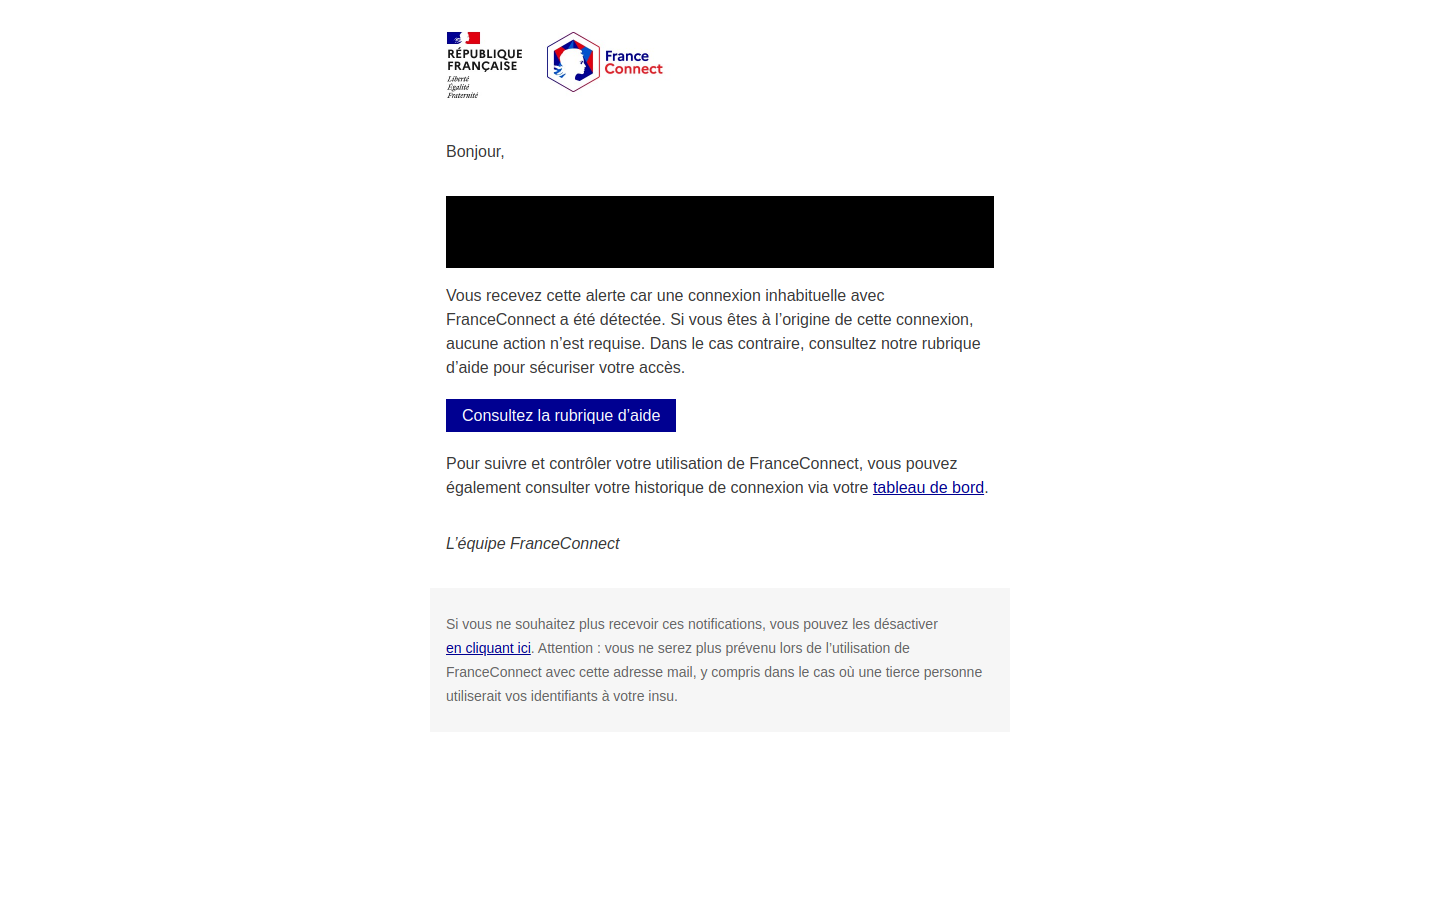 RÉPUBLIQUE
FRANÇAISE
Liberté
Égalité
Fraternité
France
Connect
Bonjour,
Vous recevez cette alerte car une connexion inhabituelle avec
FranceConnect a été détectée. Si vous êtes à l’origine de cette connexion,
aucune action n’est requise. Dans le cas contraire, consultez notre rubrique
d’aide pour sécuriser votre accès.
Consultez la rubrique d’aide
Pour suivre et contrôler votre utilisation de FranceConnect, vous pouvez
également consulter votre historique de connexion via votre tableau de bord.
L’équipe FranceConnect
Si vous ne souhaitez plus recevoir ces notifications, vous pouvez les désactiver
en cliquant ici. Attention : vous ne serez plus prévenu lors de l’utilisation de
FranceConnect avec cette adresse mail, y compris dans le cas où une tierce personne
utiliserait vos identifiants à votre insu.